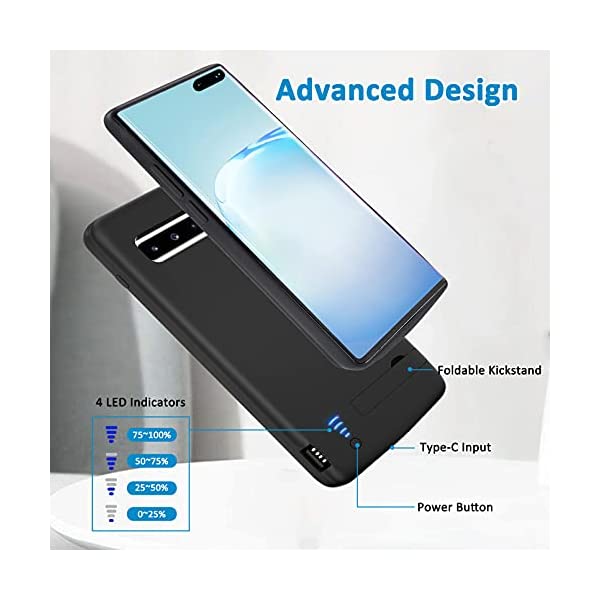 Advanced Design
Foldable Kickstand
4 LED Indicators
75~100%
50~75%
25~50%
0~25%
Type-C Input
Power Button